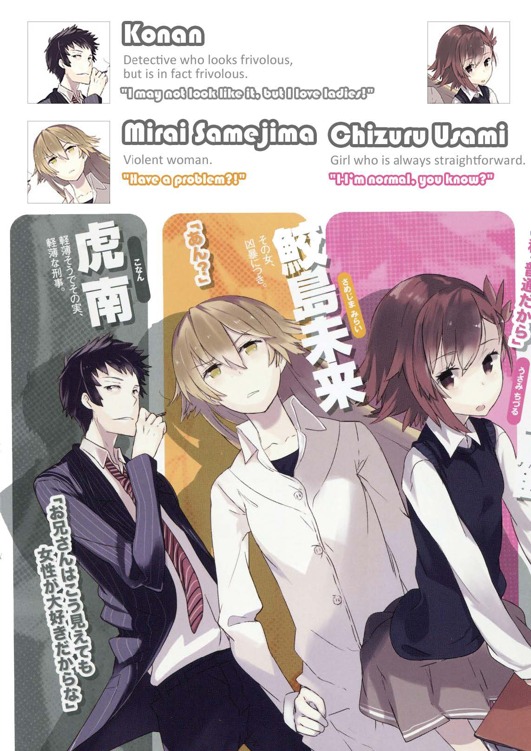 Konan
Detective who looks frivolous,
but is in fact frivolous.
"I may not look like it, but I love ladies!"
Mirai Samejima
Violent woman.
"Have a problem?!"
Chizuru Usami
Girl who is always straightforward.
"I-I'm normal, you know?"
虎南
こなん
軽薄そうでその実、
軽薄な刑事。
「お兄さんはこう見えても
女性が大好きだからな」
鮫島未来
さめじま みらい
その女、
凶暴につき。
「あん?」
普通だから」
うさみ ちづる